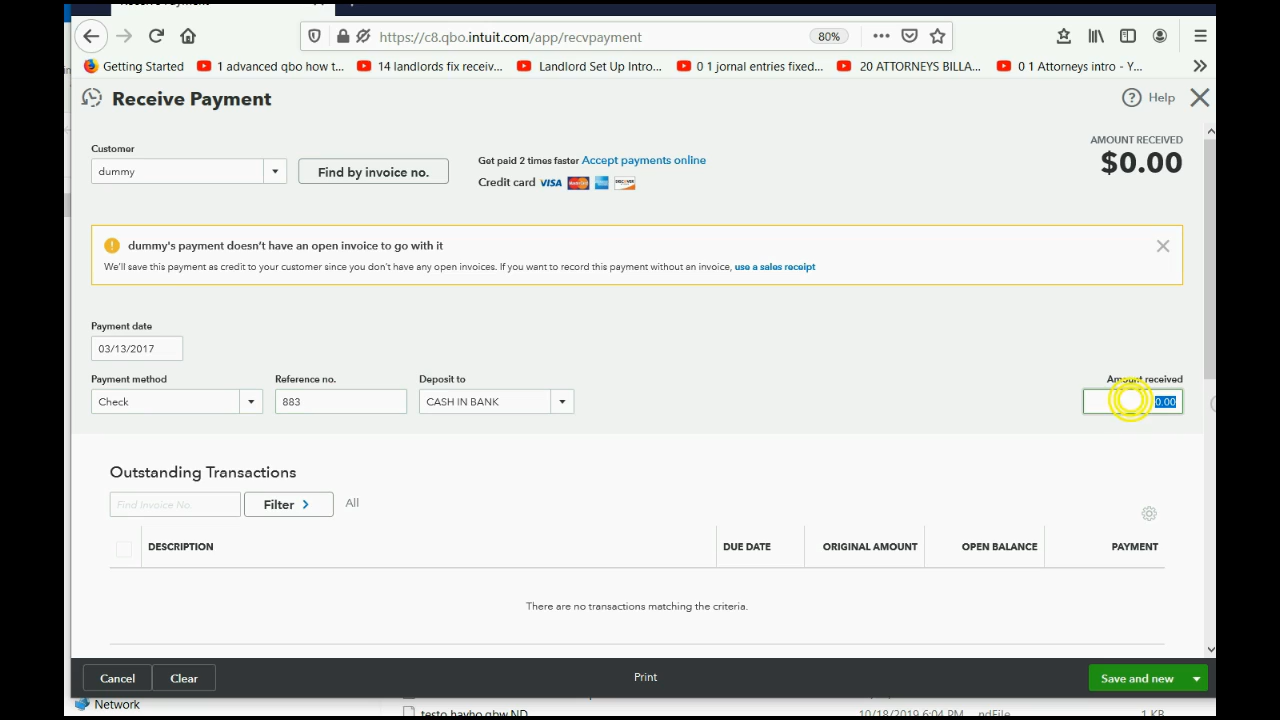 https://c8.qbo.intuit.com/app/recvpayment
80%
Getting Started
1 advanced qbo how t...
14 landlords fix receiv...
Landlord Set Up Intro...
0 1 jornal entries fixed...
20 ATTORNEYS BILLA...
0 1 Attorneys intro - Y...
Receive Payment
Help
Customer
dummy
Find by invoice no.
Get paid 2 times faster Accept payments online
Credit card VISA
AMOUNT RECEIVED
$0.00
dummy's payment doesn't have an open invoice to go with it
We'll save this payment as credit to your customer since you don't have any open invoices. If you want to record this payment without an invoice, use a sales receipt
Payment date
03/13/2017
Payment method
Reference no.
Deposit to
Amount received
Check
883
CASH IN BANK
0.00
Outstanding Transactions
Find Invoice No.
Filter
All
DESCRIPTION
DUE DATE
ORIGINAL AMOUNT
OPEN BALANCE
PAYMENT
There are no transactions matching the criteria.
Cancel
Clear
Print
Save and new
Network